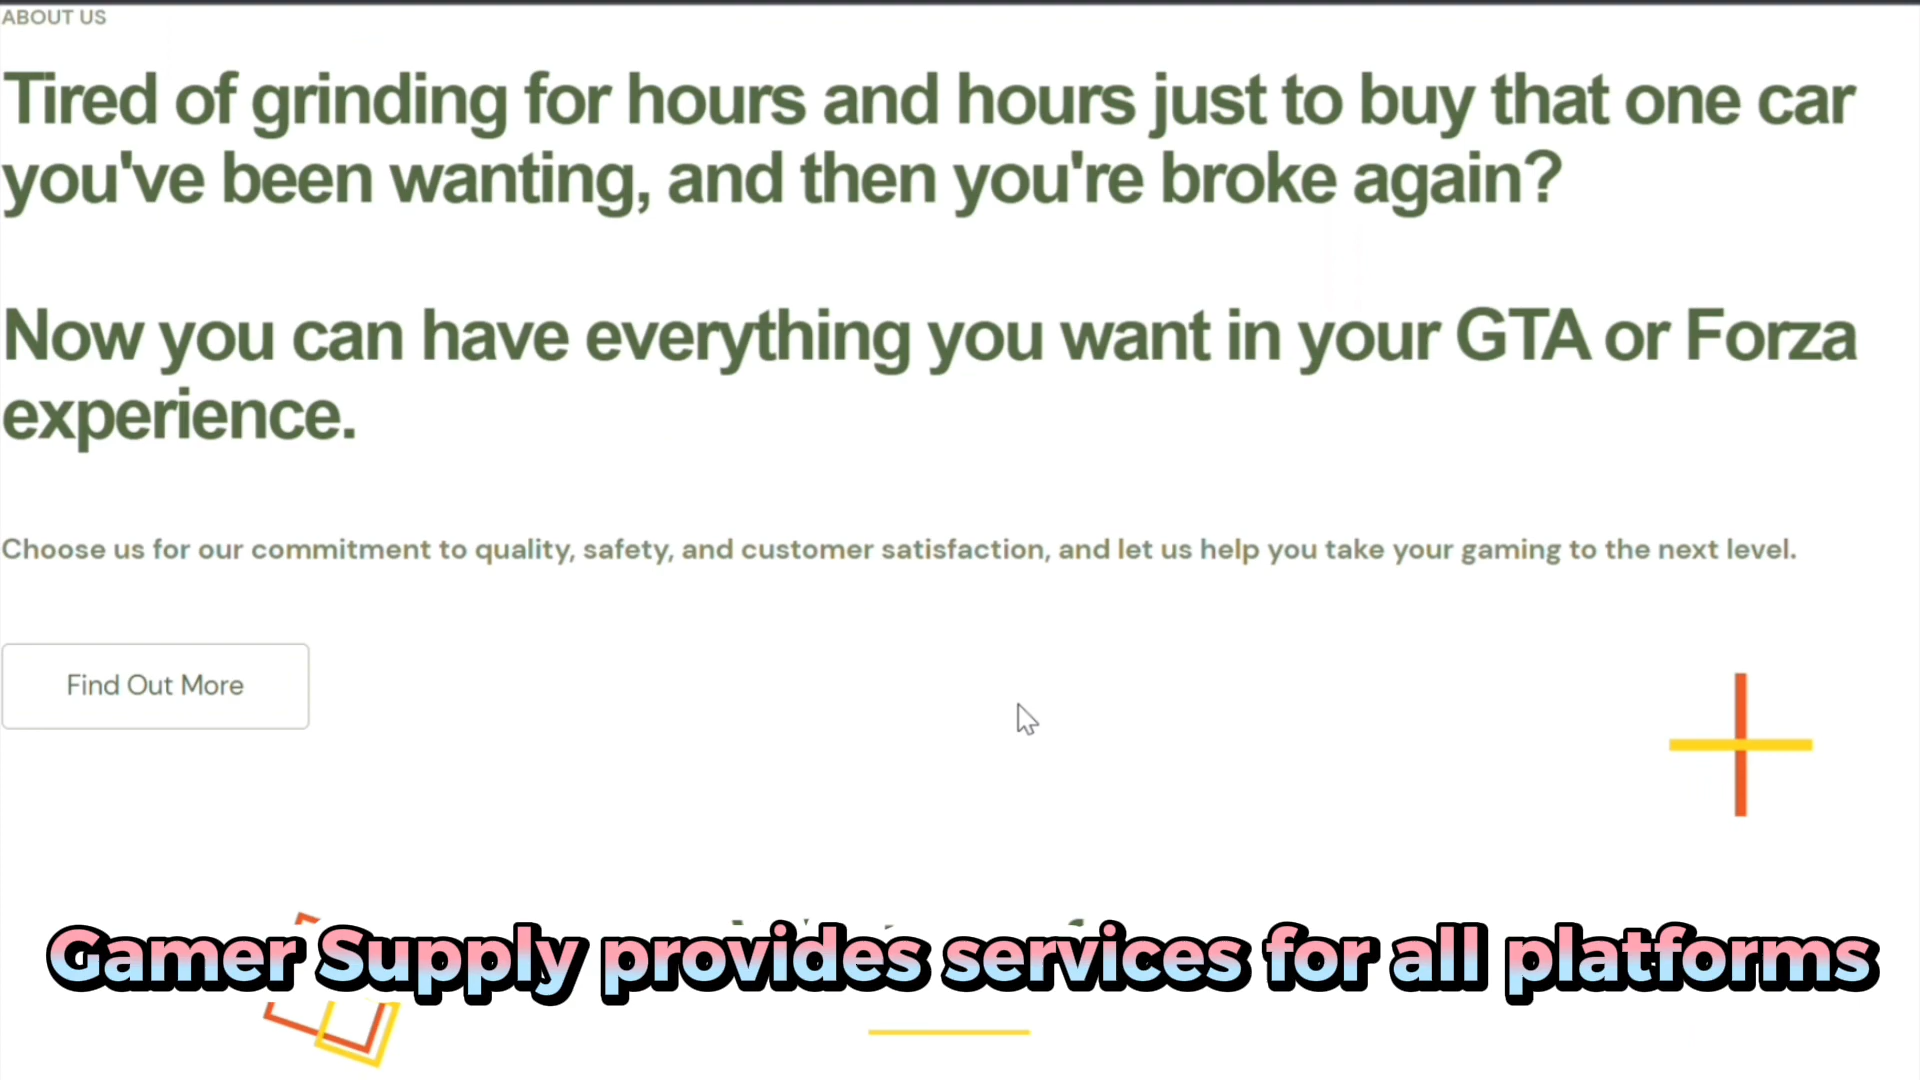 ABOUT US
Tired of grinding for hours and hours just to buy that one car
you've been wanting, and then you're broke again?
Now you can have everything you want in your GTA or Forza
experience.
Choose us for our commitment to quality, safety, and customer satisfaction, and let us help you take your gaming to the next level.
Find Out More
Gamer Supply provides services for all platforms